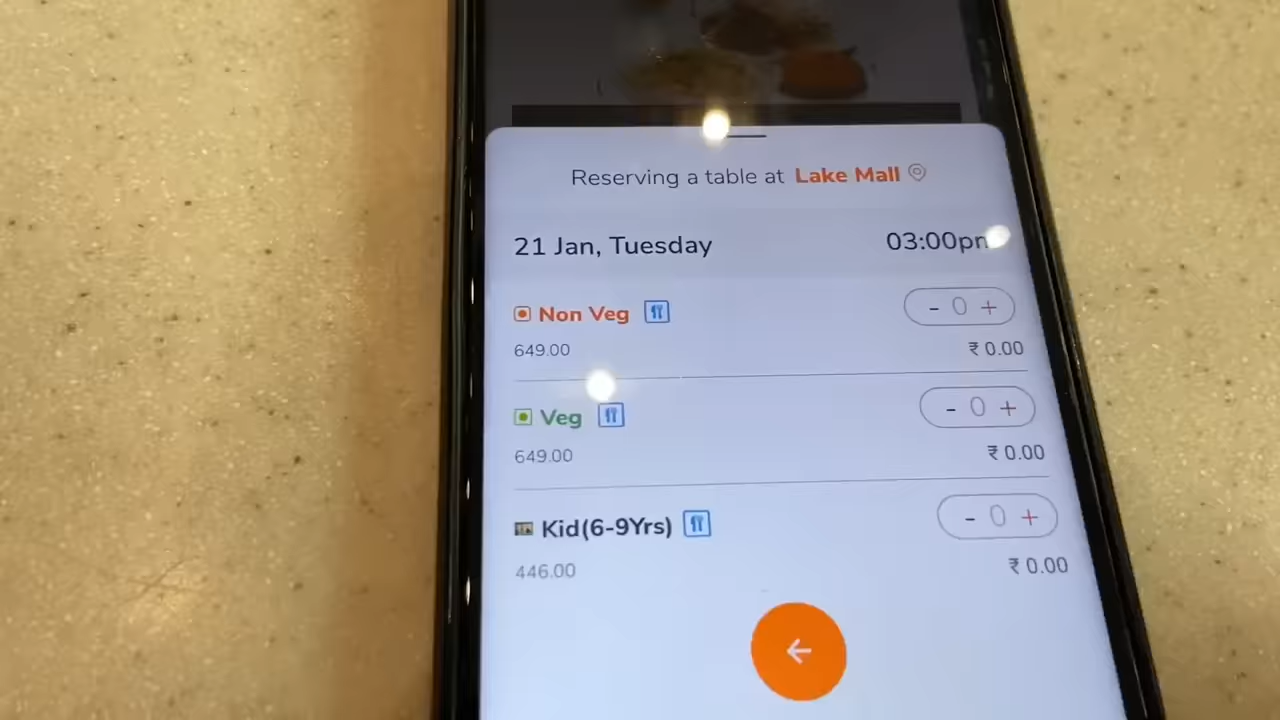 Reserving a table at Lake Mall
21 Jan, Tuesday 03:00pm
Non Veg - 0 +
649.00 ₹ 0.00
Veg - 0 +
649.00 ₹ 0.00
Kid(6-9Yrs) - 0 +
446.00 ₹ 0.00